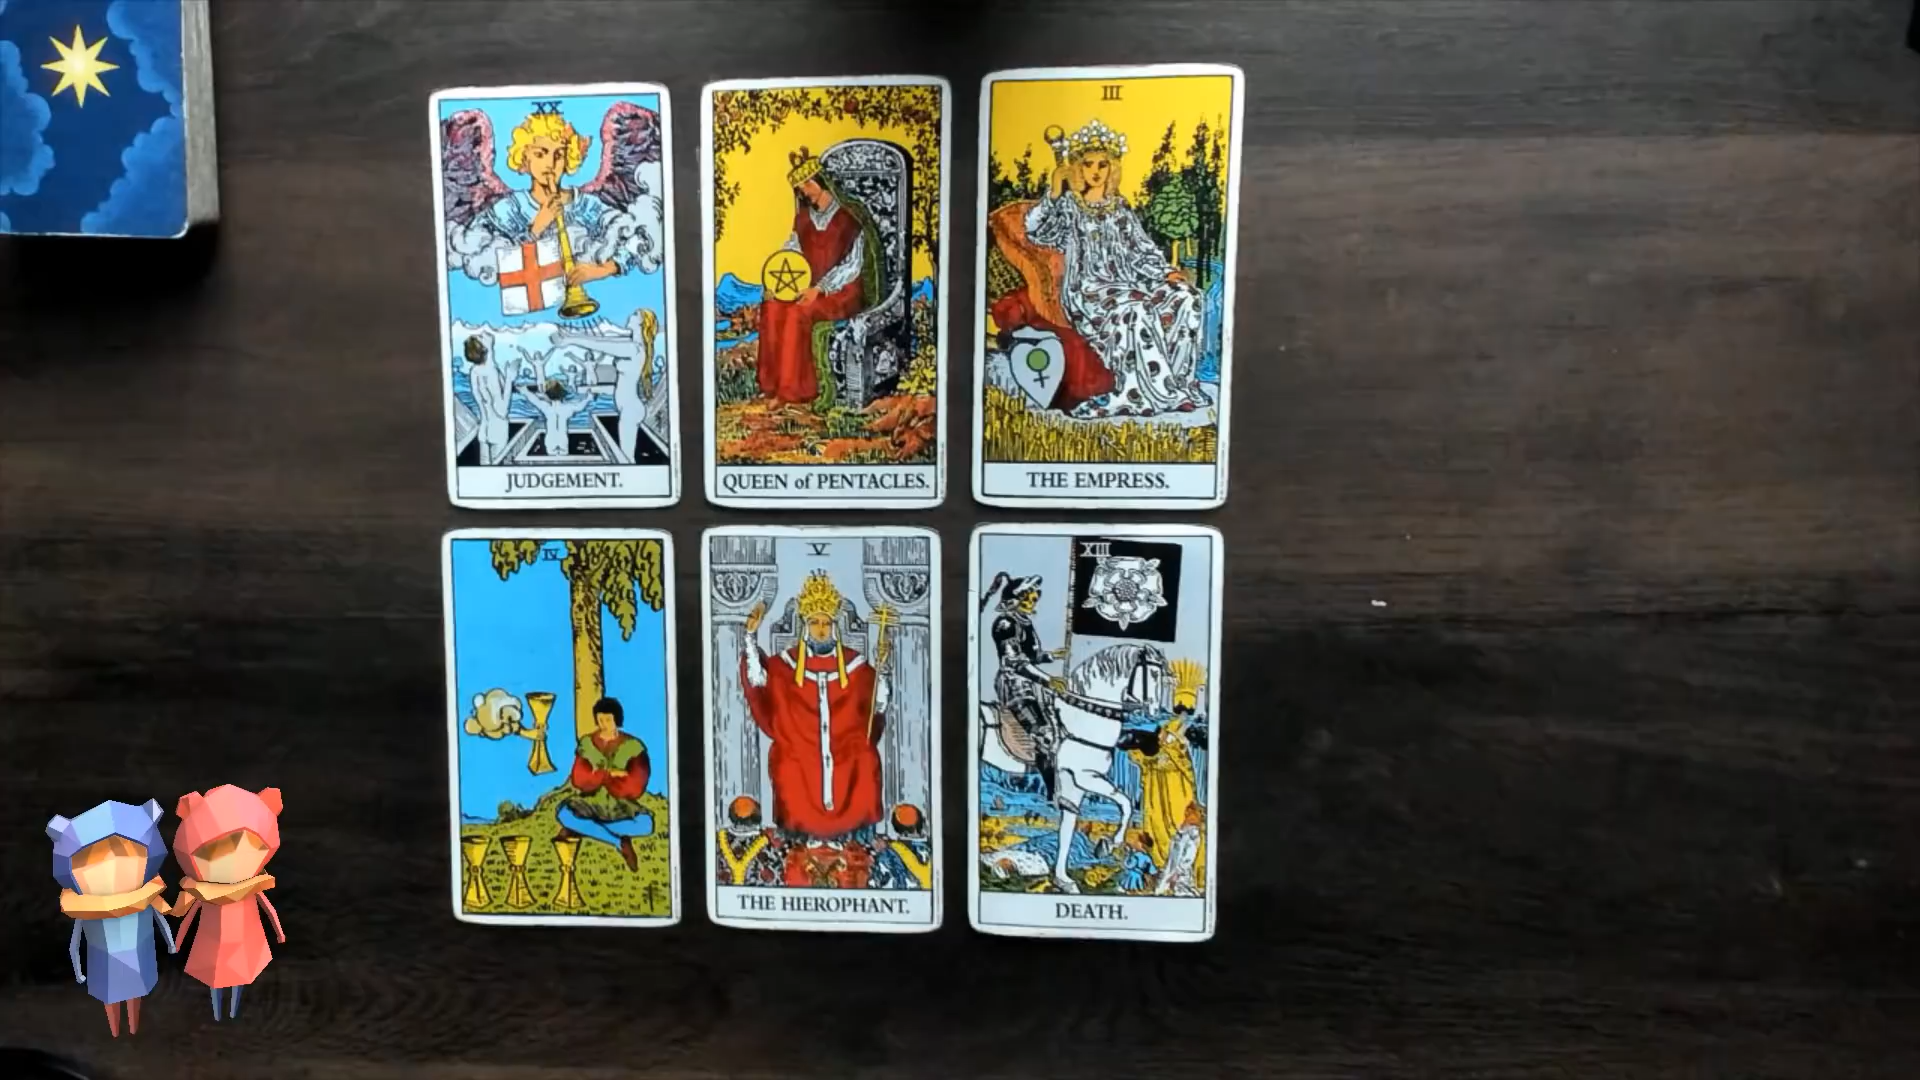 XX
JUDGEMENT.
QUEEN of PENTACLES.
III
THE EMPRESS.
IV
V
THE HIEROPHANT.
XIII
DEATH.